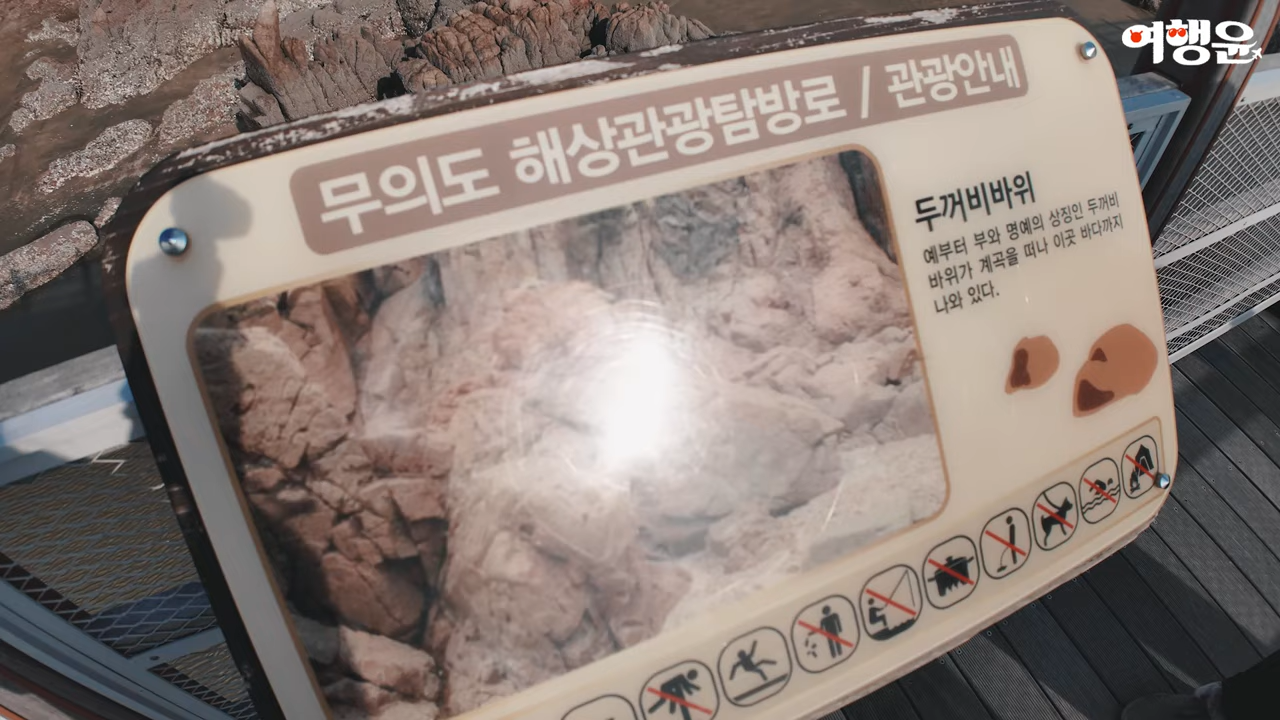 여행윤
무의도 해상관광탐방로 / 관광안내
두꺼비바위
예부터 부와 명예의 상징인 두꺼비
바위가 계곡을 떠나 이곳 바다까지
나와 있다.